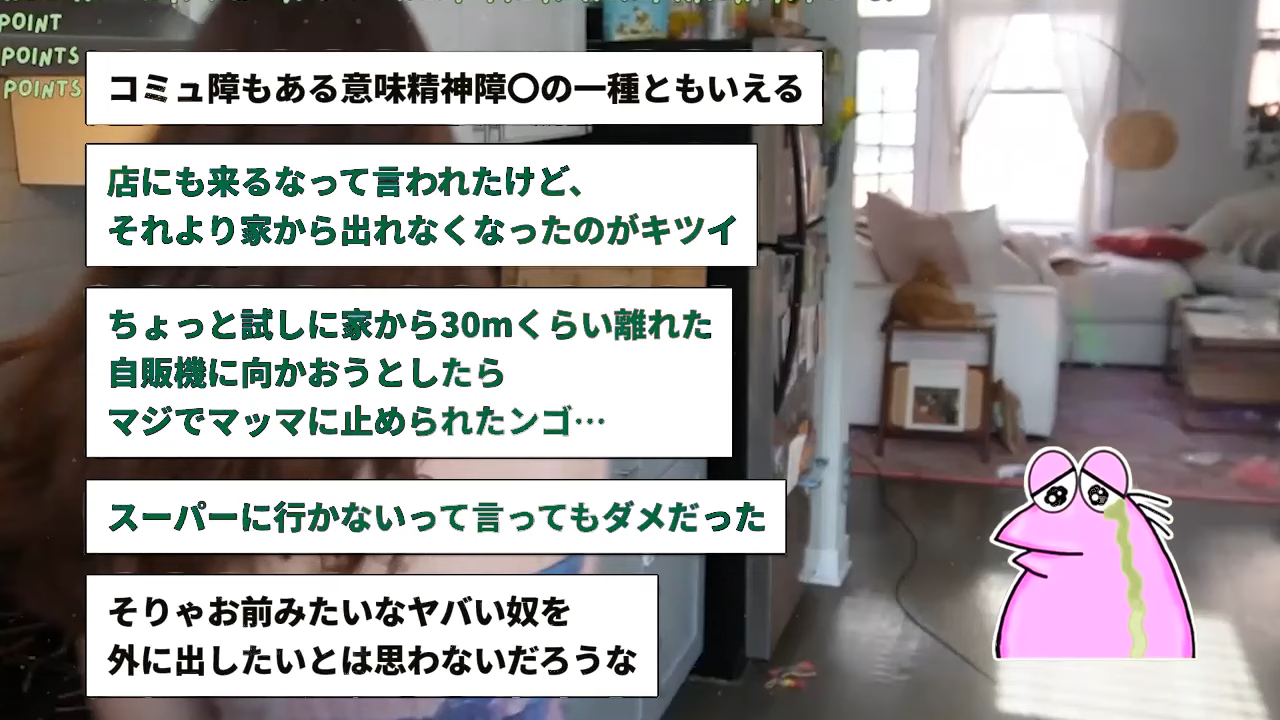 POINT
POINTS
POINTS
コミュ障もある意味精神障〇の一種ともいえる
店にも来るなって言われたけど、
それより家から出れなくなったのがキツイ
ちょっと試しに家から30mくらい離れた
自販機に向かおうとしたら
マジでマッマに止められたンゴ…
スーパーに行かないって言ってもダメだった
そりゃお前みたいなヤバい奴を
外に出したいとは思わないだろうな